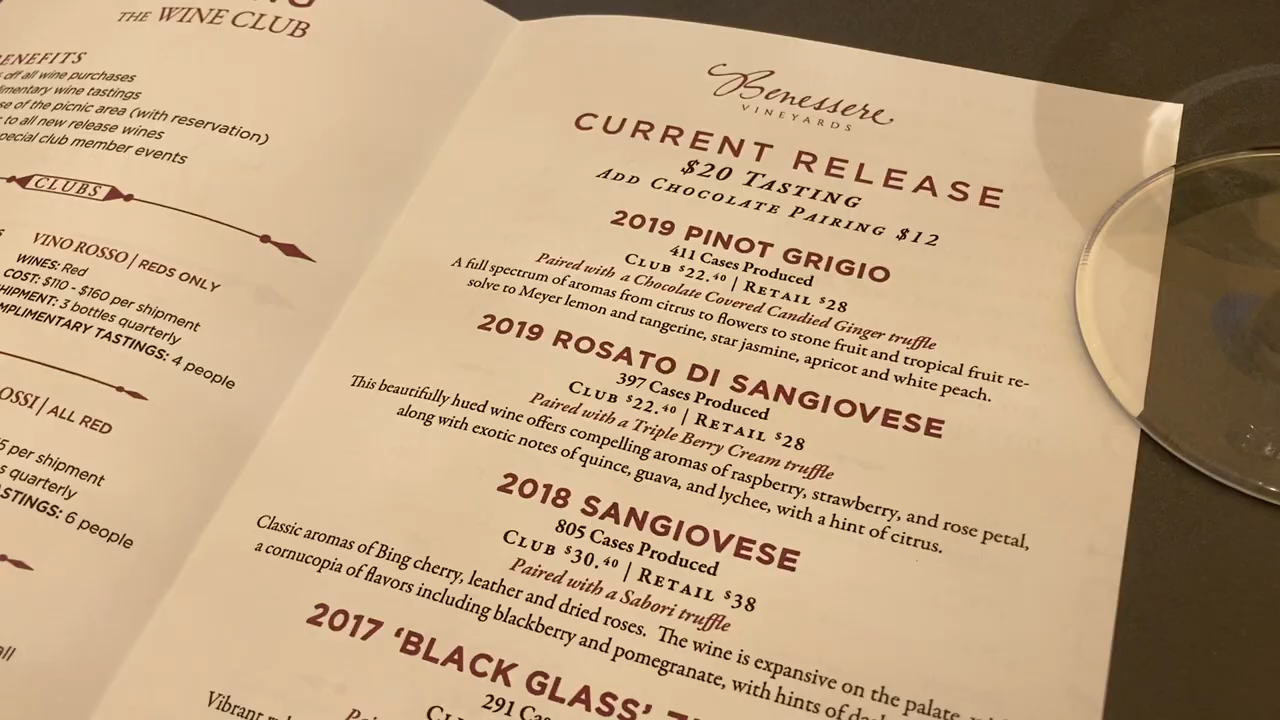 THE WINE CLUB
BENEFITS
off all wine purchases
wine tastings
of the picnic area (with reservation)
to all new release wines
special club member events
CLUBS
VINO ROSSO | REDS ONLY
WINES: Red
COST: $110 - $160 per shipment
3 bottles quarterly
TASTINGS: 4 people
| ALL RED
per shipment
quarterly
6 people
Benessere
VINEYARDS
CURRENT RELEASE
$20 TASTING
ADD CHOCOLATE PAIRING $12
2019 PINOT GRIGIO
411 Cases Produced
CLUB $22.40 | RETAIL $28
Paired with a Chocolate Covered Candied Ginger truffle
A full spectrum of aromas from citrus to flowers to stone fruit and tropical fruit re-
solve to Meyer lemon and tangerine, star jasmine, apricot and white peach.
2019 ROSATO DI SANGIOVESE
397 Cases Produced
CLUB $22.40 | RETAIL $28
Paired with a Triple Berry Cream truffle
This beautifully hued wine offers compelling aromas of raspberry, strawberry, and rose petal,
along with exotic notes of quince, guava, and lychee, with a hint of citrus.
2018 SANGIOVESE
805 Cases Produced
CLUB $30.40 | RETAIL $38
Paired with a Sabori truffle
Classic aromas of Bing cherry, leather and dried roses. The wine is expansive on the palate,
a cornucopia of flavors including blackberry and pomegranate, with hints of
2017 ‘BLACK GLASS’
291
Vibrant